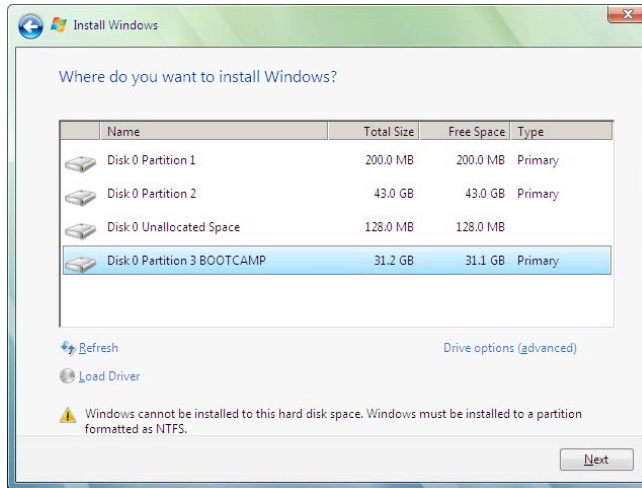 Install Windows
Where do you want to install Windows?
Name Total Size Free Space Type
Disk 0 Partition 1 200.0 MB 200.0 MB Primary
Disk 0 Partition 2 43.0 GB 43.0 GB Primary
Disk 0 Unallocated Space 128.0 MB 128.0 MB
Disk 0 Partition 3 BOOTCAMP 31.2 GB 31.1 GB Primary
Refresh Drive options (advanced)
Load Driver
Windows cannot be installed to this hard disk space. Windows must be installed to a partition
formatted as NTFS.
Next